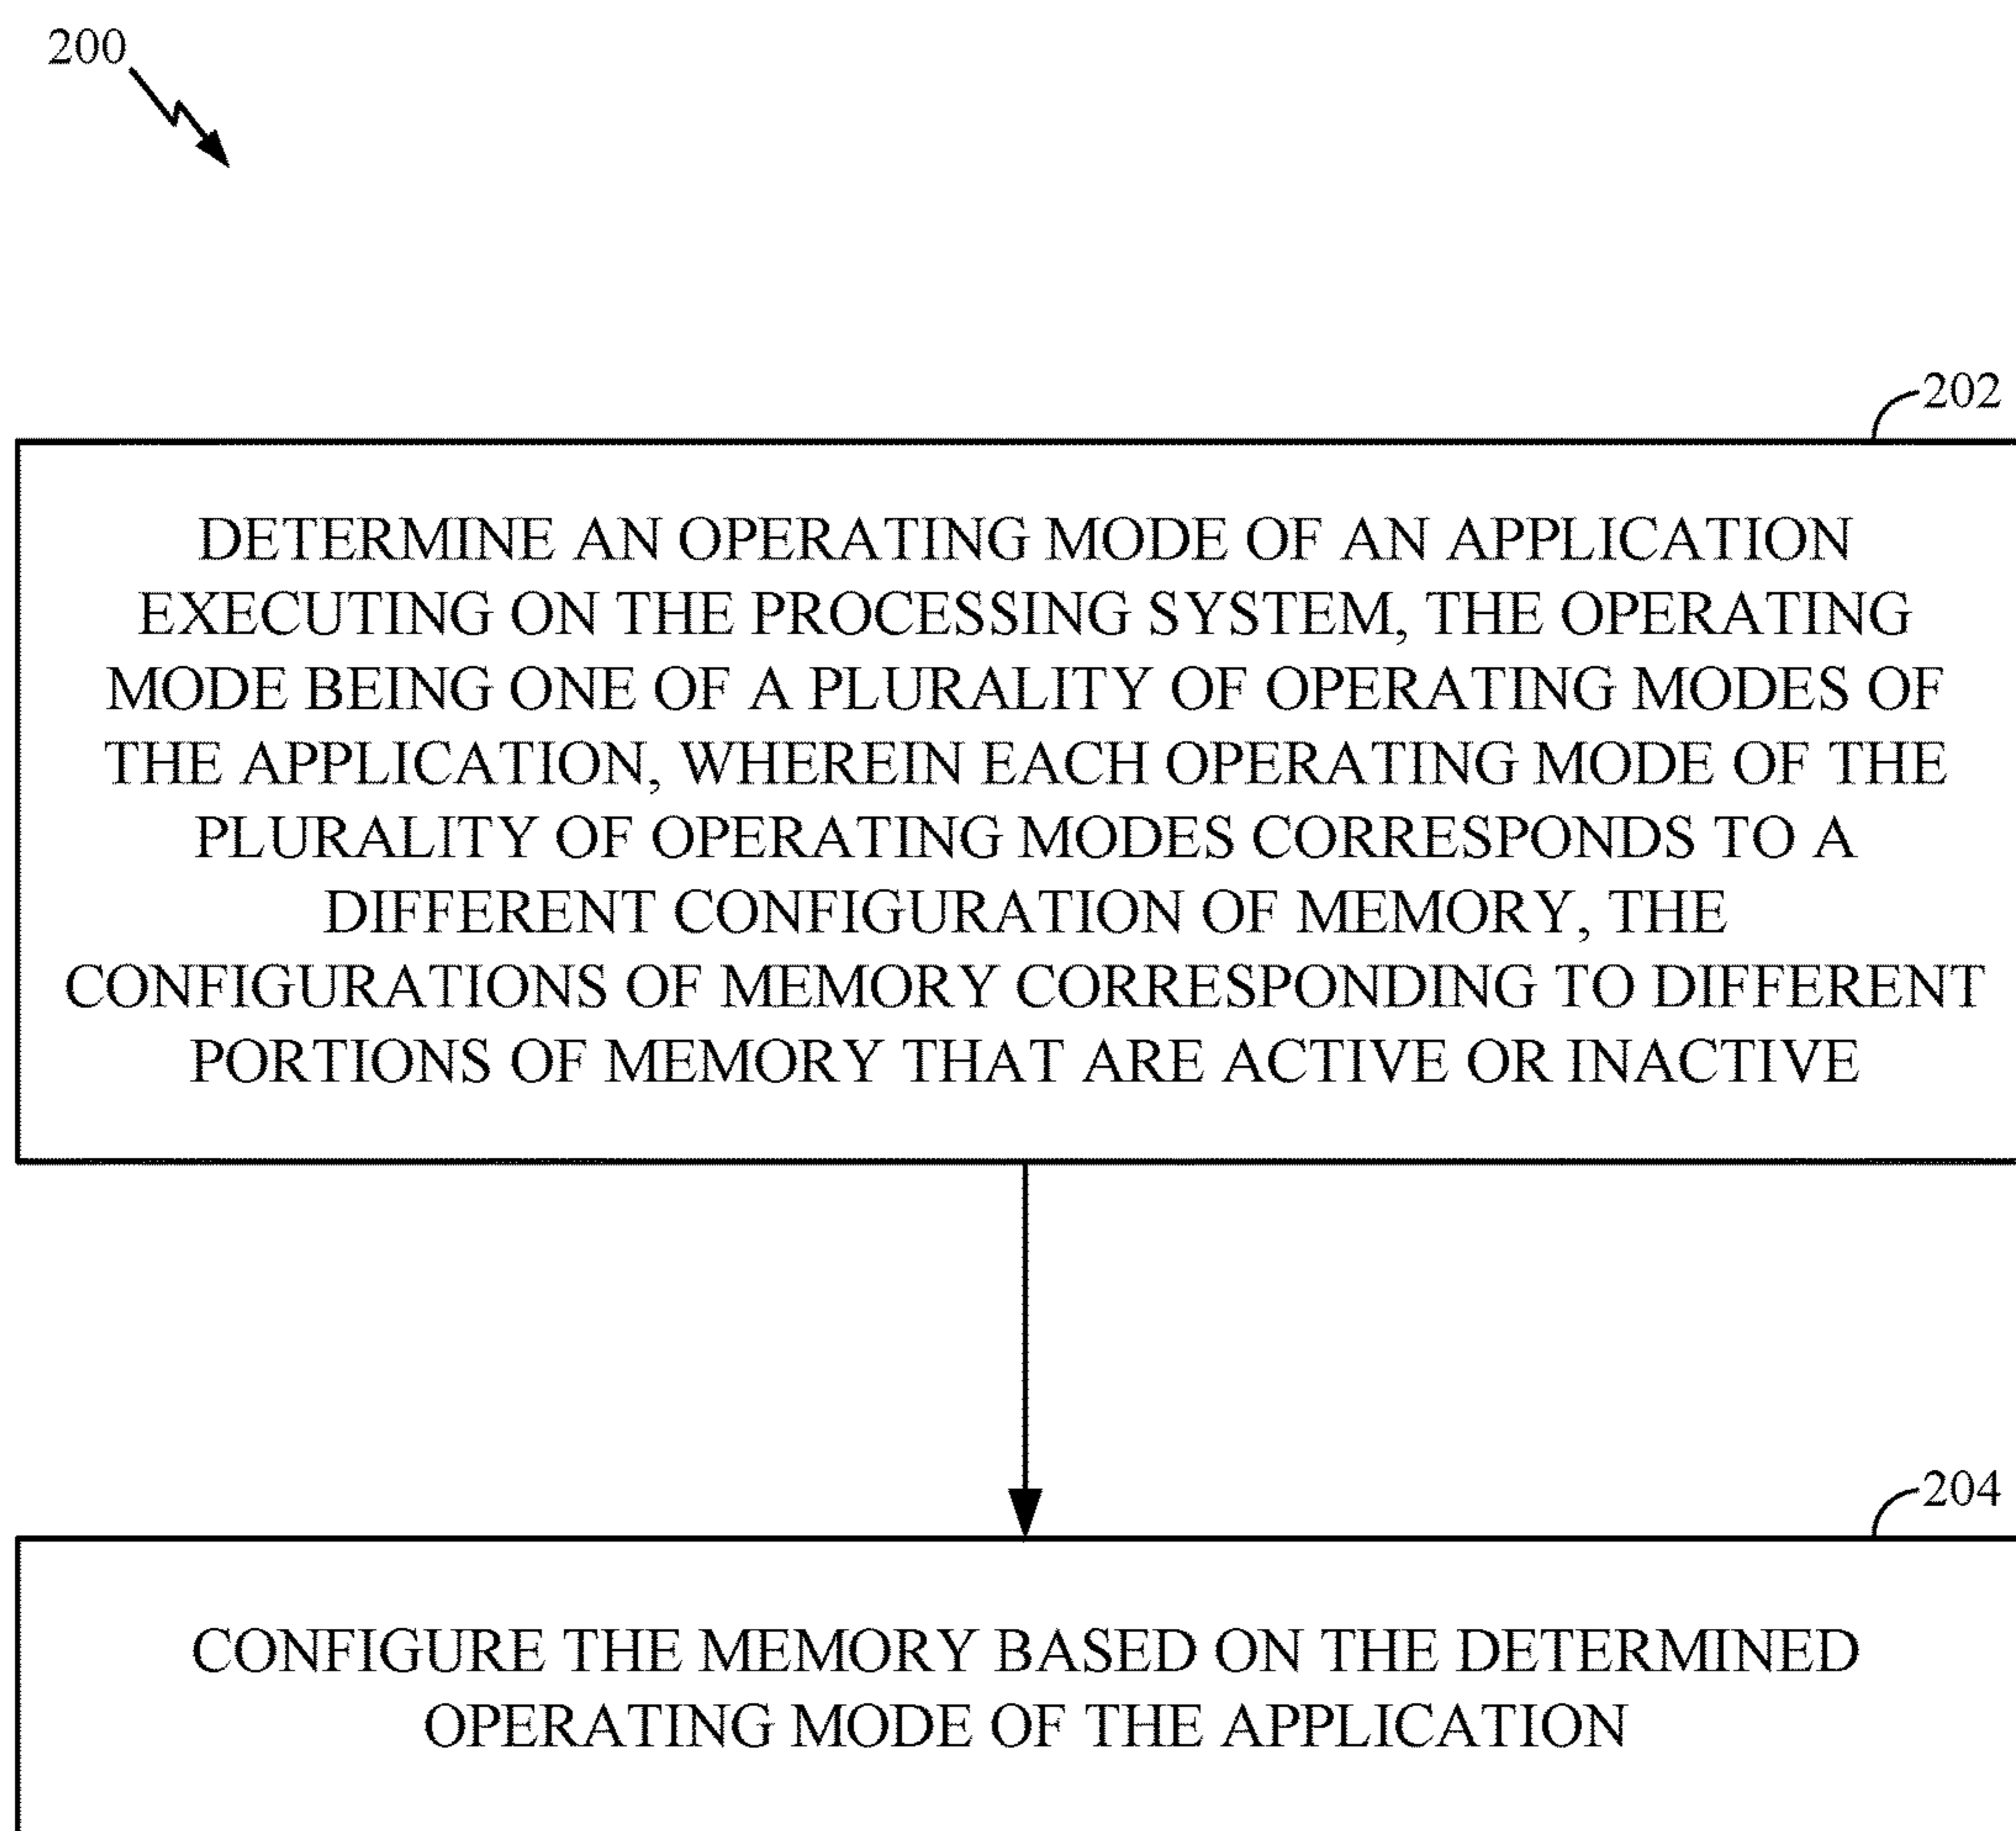 200
202
DETERMINE AN OPERATING MODE OF AN APPLICATION
EXECUTING ON THE PROCESSING SYSTEM, THE OPERATING
MODE BEING ONE OF A PLURALITY OF OPERATING MODES OF
THE APPLICATION, WHEREIN EACH OPERATING MODE OF THE
PLURALITY OF OPERATING MODES CORRESPONDS TO A
DIFFERENT CONFIGURATION OF MEMORY, THE
CONFIGURATIONS OF MEMORY CORRESPONDING TO DIFFERENT
PORTIONS OF MEMORY THAT ARE ACTIVE OR INACTIVE
204
CONFIGURE THE MEMORY BASED ON THE DETERMINED
OPERATING MODE OF THE APPLICATION